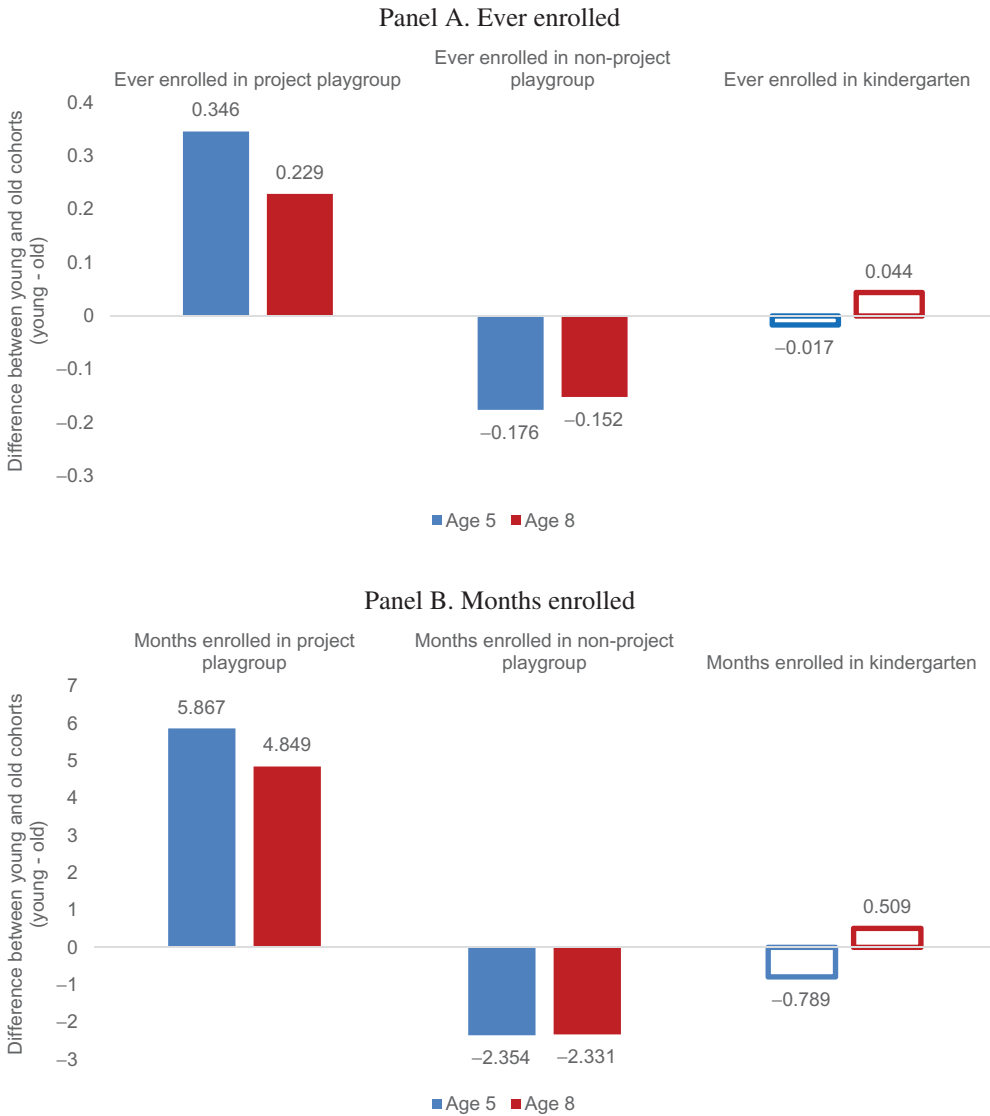 Panel A. Ever enrolled
Ever enrolled in project playgroup
Ever enrolled in non-project
playgroup
Ever enrolled in kindergarten
Difference between young and old cohorts
(young - old)
0.4
0.3
0.2
0.1
0
–0.1
–0.2
–0.3
0.346
0.229
–0.176
–0.152
–0.017
0.044
Age 5
Age 8
Panel B. Months enrolled
Months enrolled in project
playgroup
Months enrolled in non-project
playgroup
Months enrolled in kindergarten
Difference between young and old cohorts
(young - old)
7
6
5
4
3
2
1
0
–1
–2
–3
5.867
4.849
–2.354
–2.331
–0.789
0.509
Age 5
Age 8